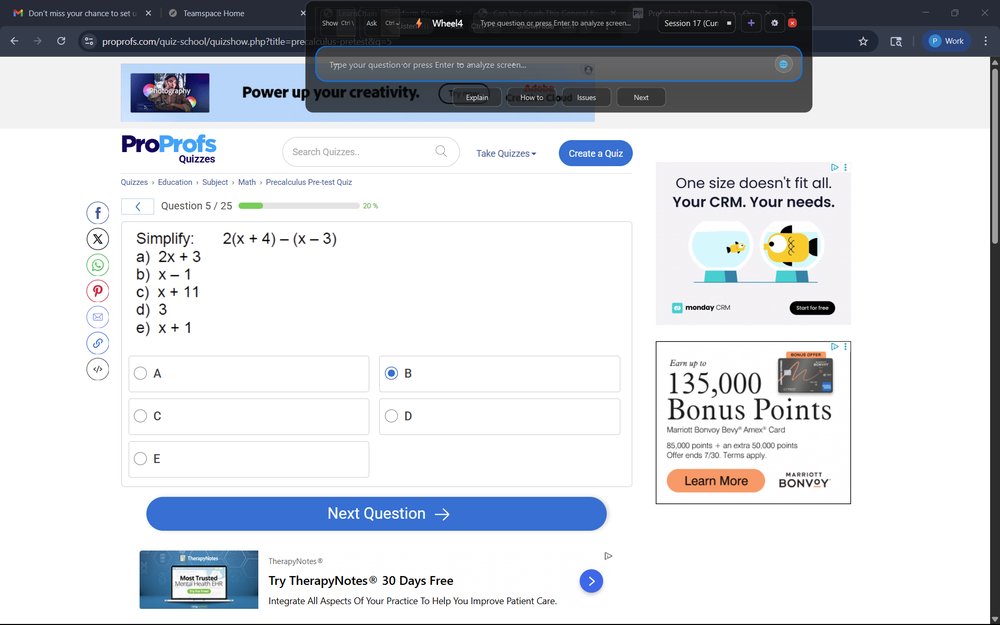 Don't miss your chance to set u
Teamspace Home
Show
Ask
Wheel4
Type question or press Enter to analyze screen...
Session 17 (Curr
proprofs.com/quiz-school/quizshow.php?title=precalculus-pretest&q=5
Work
Type your question or press Enter to analyze screen...
Explain
How to
Issues
Next
Photography
Power up your creativity.
ProProfs
Quizzes
Search Quizzes..
Take Quizzes
Create a Quiz
Quizzes › Education › Subject › Math › Precalculus Pre-test Quiz
Question 5 / 25
20 %
Simplify: 2(x + 4) – (x – 3)
a) 2x + 3
b) x – 1
c) x + 11
d) 3
e) x + 1
A
B
C
D
E
Next Question
One size doesn't fit all.
Your CRM. Your needs.
monday CRM
Start for free
BONUS OFFER
Earn up to
135,000
Bonus Points
Marriott Bonvoy Bevy® Amex® Card
85,000 points + an extra 50,000 points
Offer ends 7/30. Terms apply.
Learn More
MARRIOTT
BONVOY
TherapyNotes
Most Trusted
Mental Health EHR
TherapyNotes®
Try TherapyNotes® 30 Days Free
Integrate All Aspects Of Your Practice To Help You Improve Patient Care.